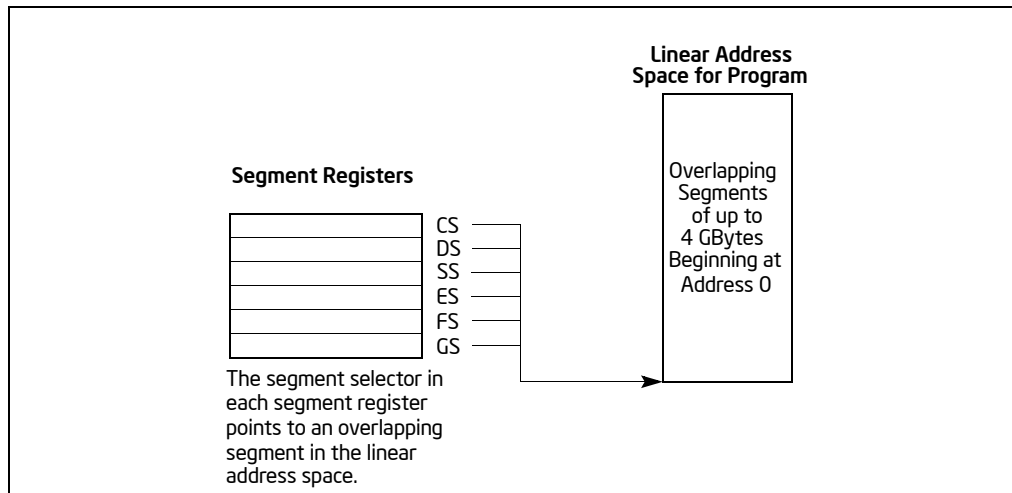 Linear Address
Space for Program
Overlapping
Segments
of up to
4 GBytes
Beginning at
Address 0
Segment Registers
CS
DS
SS
ES
FS
GS
The segment selector in
each segment register
points to an overlapping
segment in the linear
address space.